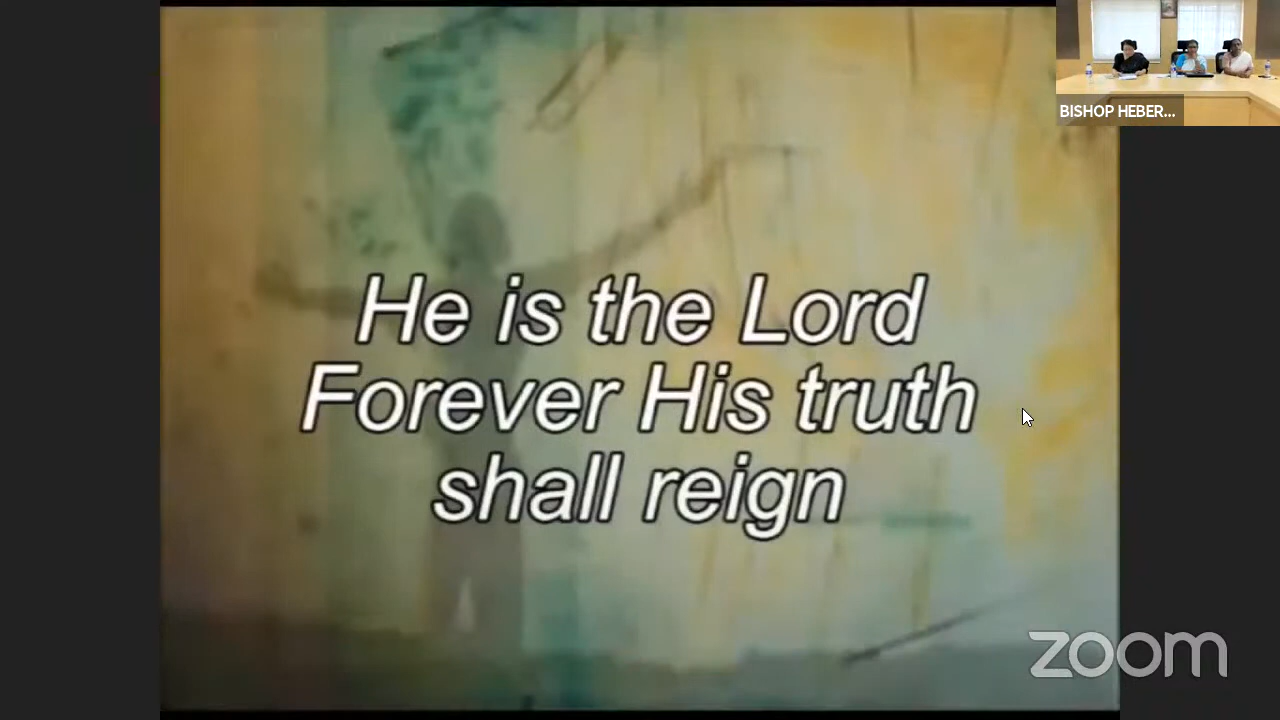 BISHOP HEBER...
He is the Lord
Forever His truth
shall reign
zoom